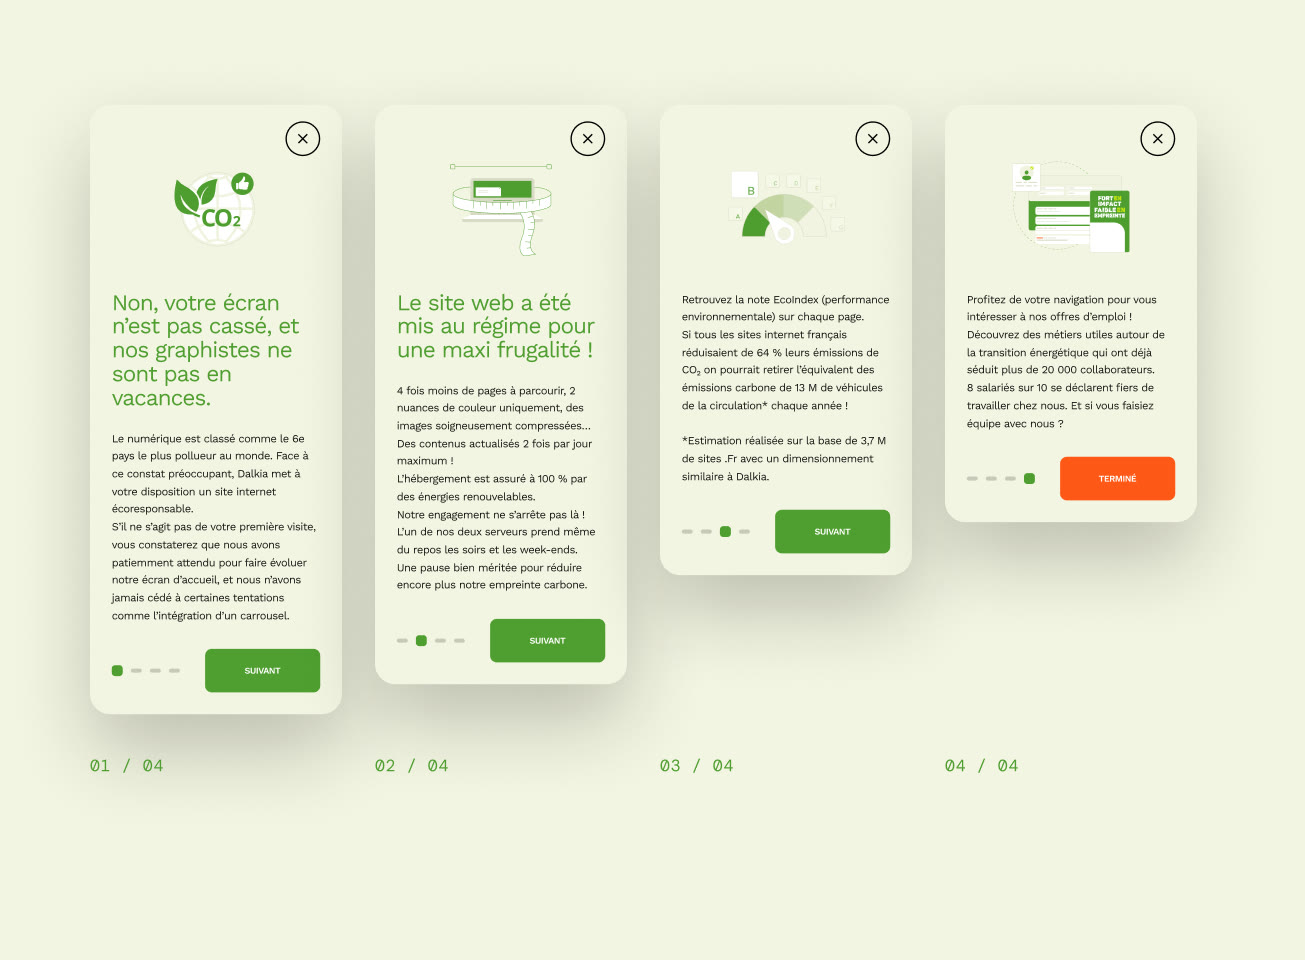 CO2
Non, votre écran
n’est pas cassé, et
nos graphistes ne
sont pas en
vacances.
Le numérique est classé comme le 6e
pays le plus pollueur au monde. Face à
ce constat préoccupant, Dalkia met à
votre disposition un site internet
écoresponsable.
S’il ne s’agit pas de votre première visite,
vous constaterez que nous avons
patiemment attendu pour faire évoluer
notre écran d’accueil, et nous n’avons
jamais cédé à certaines tentations
comme l’intégration d’un carrousel.
SUIVANT
01 / 04
Le site web a été
mis au régime pour
une maxi frugalité !
4 fois moins de pages à parcourir, 2
nuances de couleur uniquement, des
images soigneusement compressées...
Des contenus actualisés 2 fois par jour
maximum !
L’hébergement est assuré à 100 % par
des énergies renouvelables.
Notre engagement ne s’arrête pas là !
L’un de nos deux serveurs prend même
du repos les soirs et les week-ends.
Une pause bien méritée pour réduire
encore plus notre empreinte carbone.
SUIVANT
02 / 04
A
B
Retrouvez la note EcoIndex (performance
environnementale) sur chaque page.
Si tous les sites internet français
réduisaient de 64 % leurs émissions de
CO₂ on pourrait retirer l’équivalent des
émissions carbone de 13 M de véhicules
de la circulation* chaque année !
*Estimation réalisée sur la base de 3,7 M
de sites .Fr avec un dimensionnement
similaire à Dalkia.
SUIVANT
03 / 04
FORT EN
IMPACT
FAIBLE EN
EMPREINTE
Profitez de votre navigation pour vous
intéresser à nos offres d’emploi !
Découvrez des métiers utiles autour de
la transition énergétique qui ont déjà
séduit plus de 20 000 collaborateurs.
8 salariés sur 10 se déclarent fiers de
travailler chez nous. Et si vous faisiez
équipe avec nous ?
TERMINÉ
04 / 04